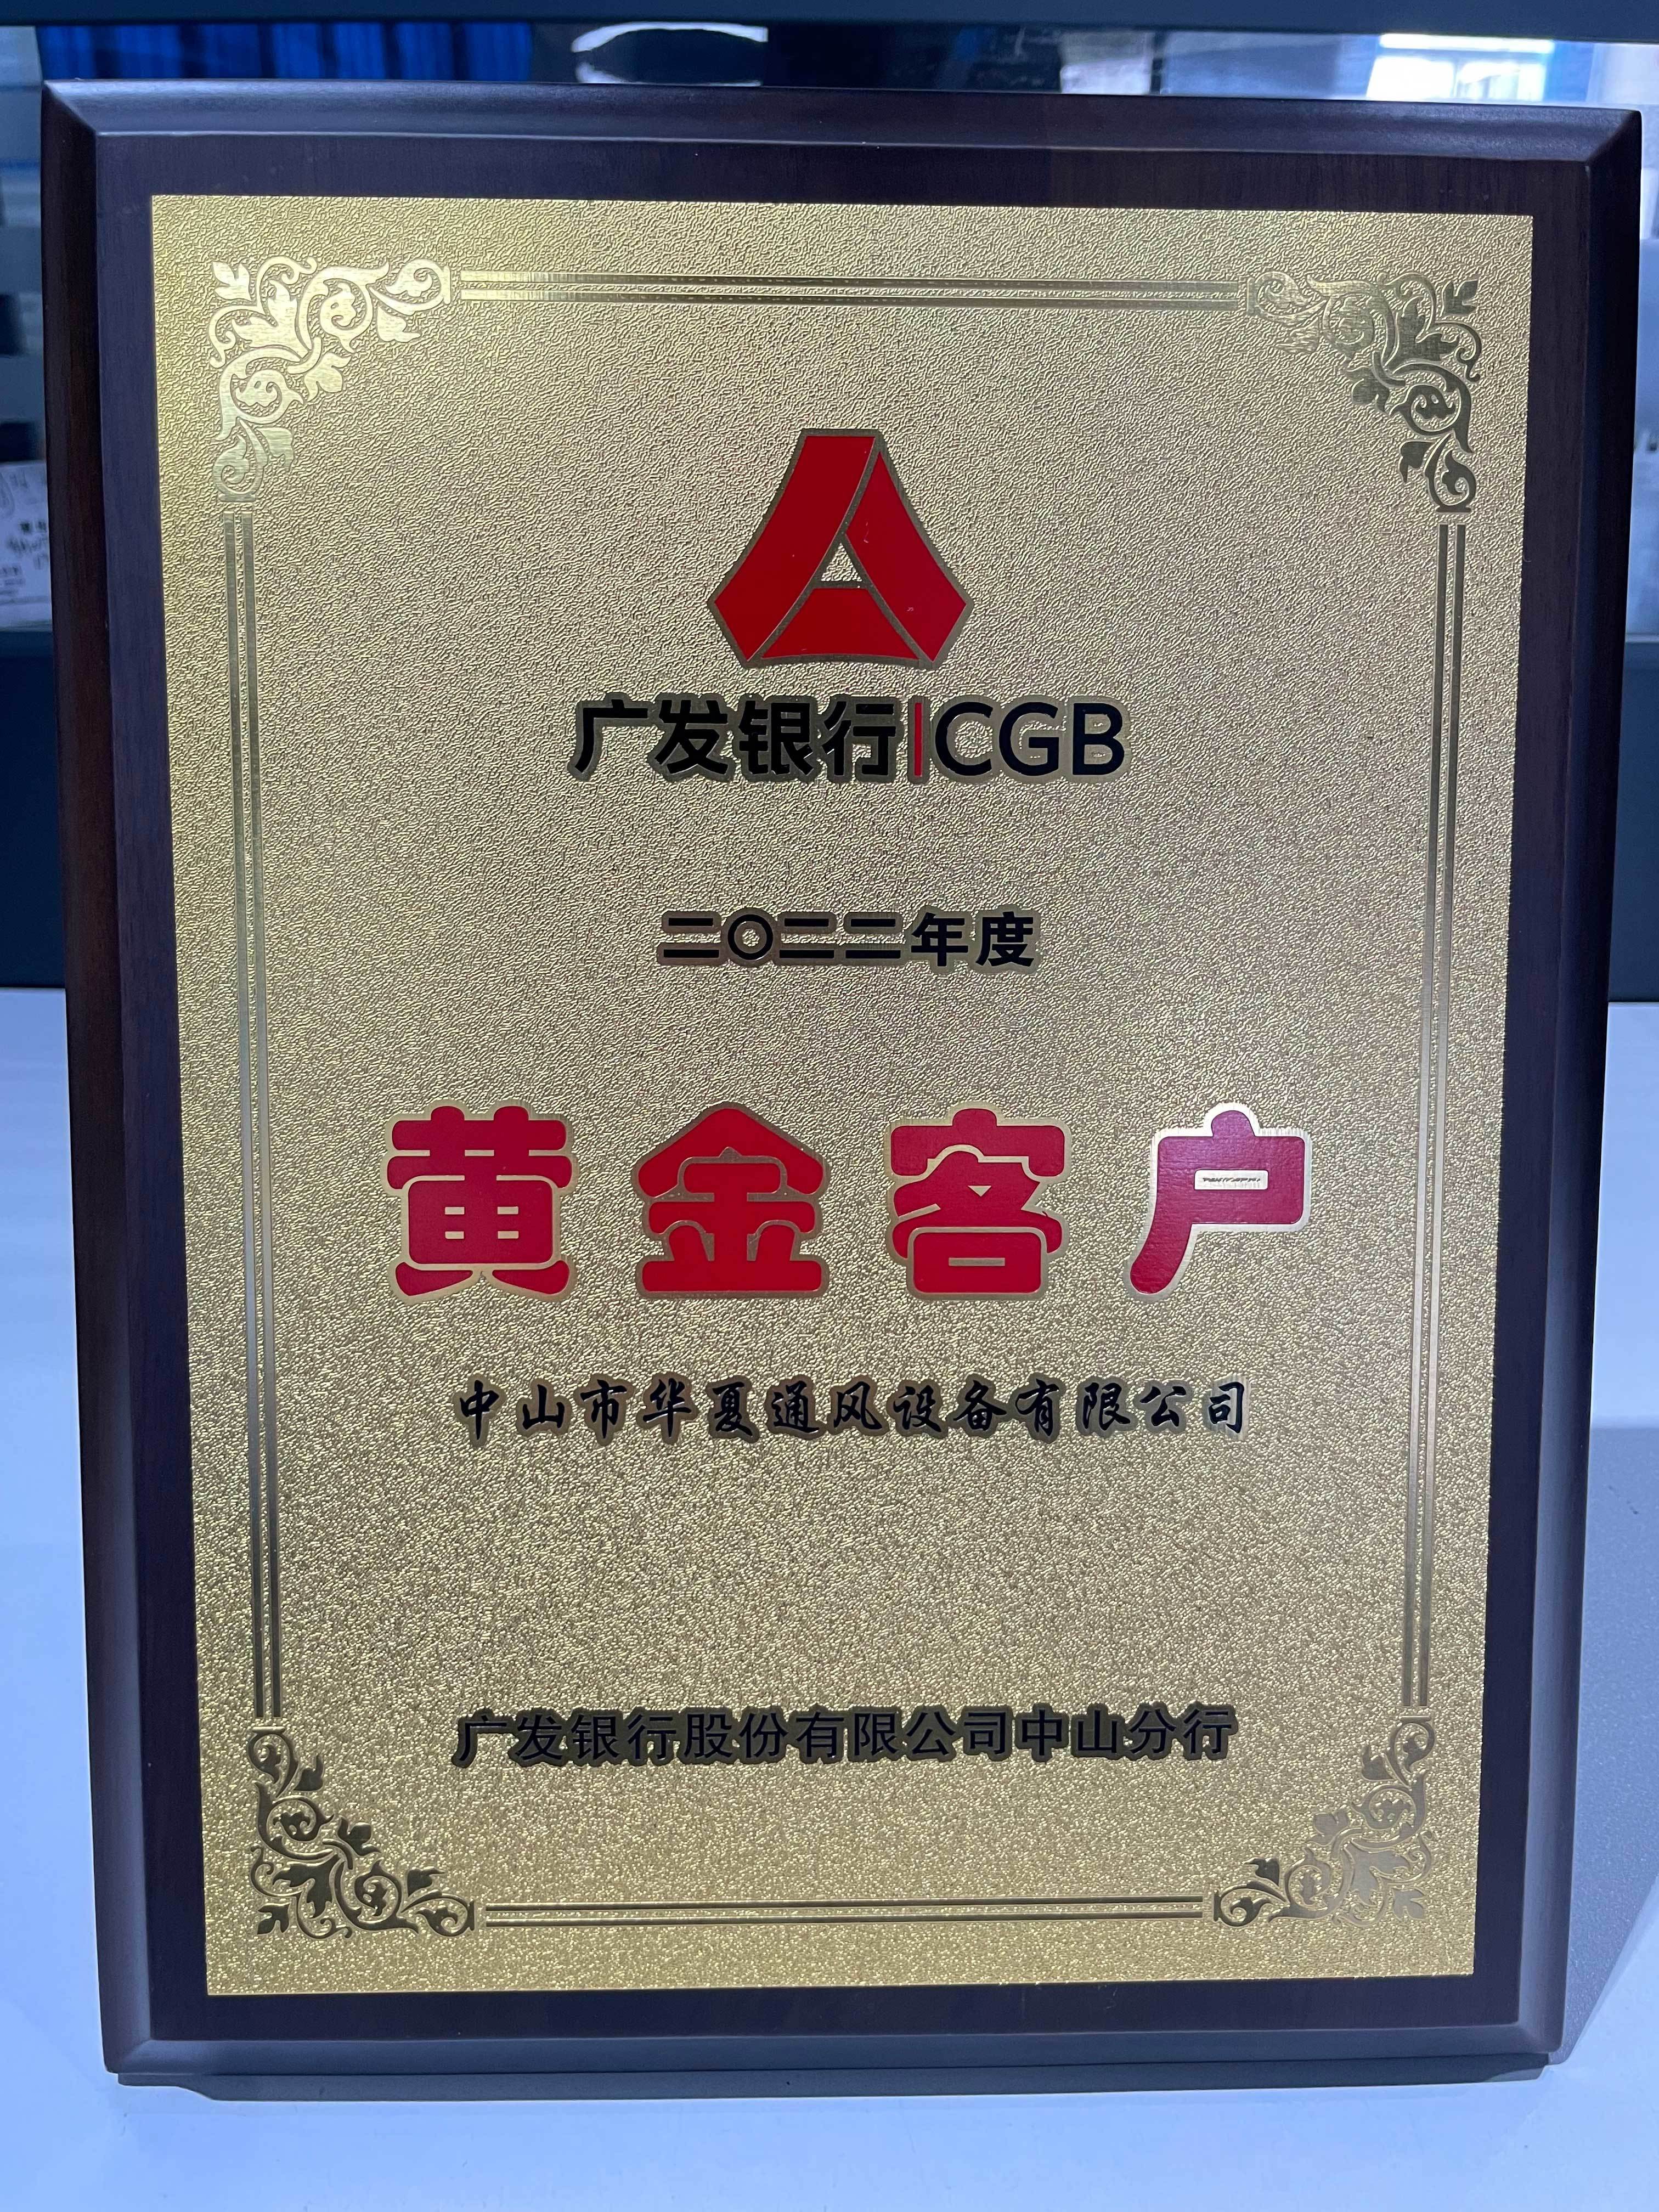 广发银行|CGB
二〇二二年度
黄金客户
中山市华夏通风设备有限公司
广发银行股份有限公司中山分行